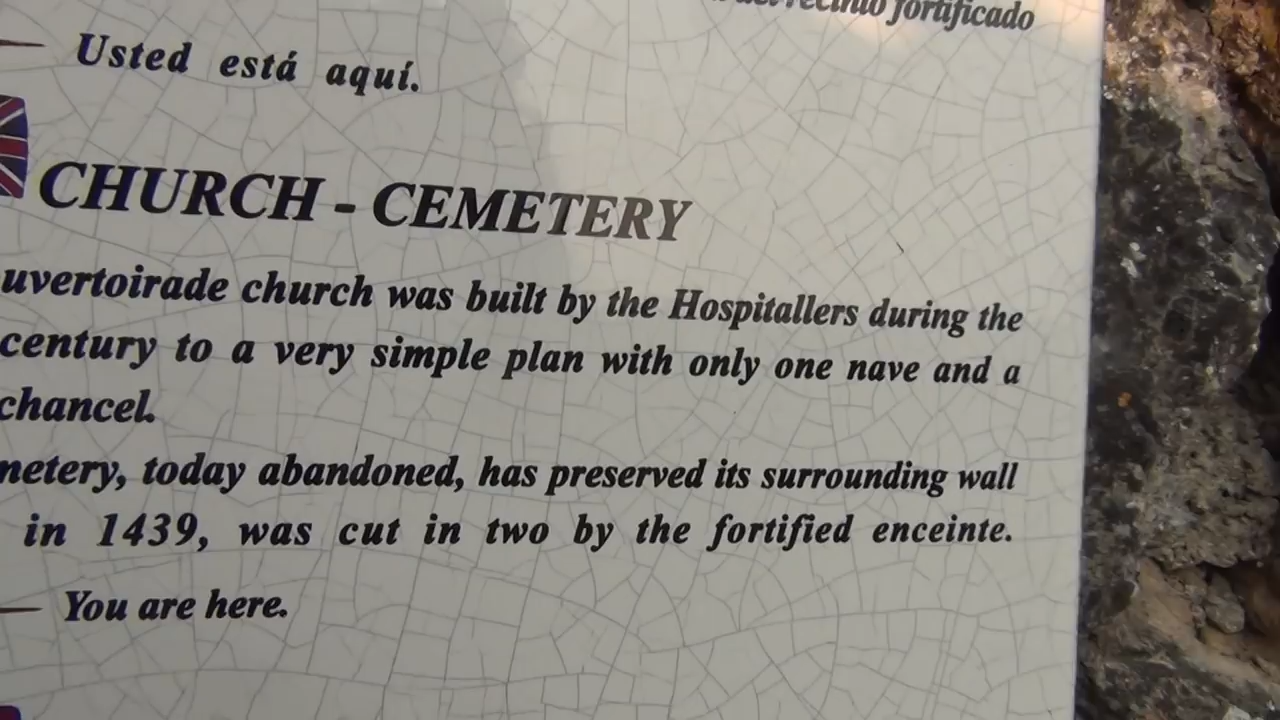 recinto fortificado
Usted está aquí.
CHURCH - CEMETERY
uvertoirade church was built by the Hospitallers during the
century to a very simple plan with only one nave and a
chancel.
netery, today abandoned, has preserved its surrounding wall
in 1439, was cut in two by the fortified enceinte.
You are here.